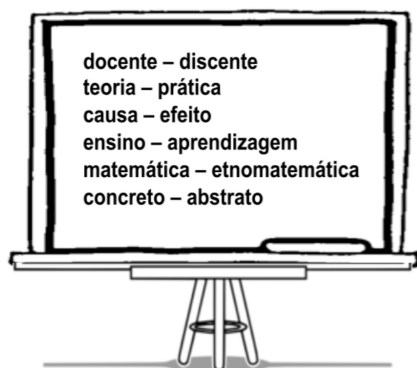 docente – discente
teoria – prática
causa – efeito
ensino – aprendizagem
matemática – etnomatemática
concreto – abstrato